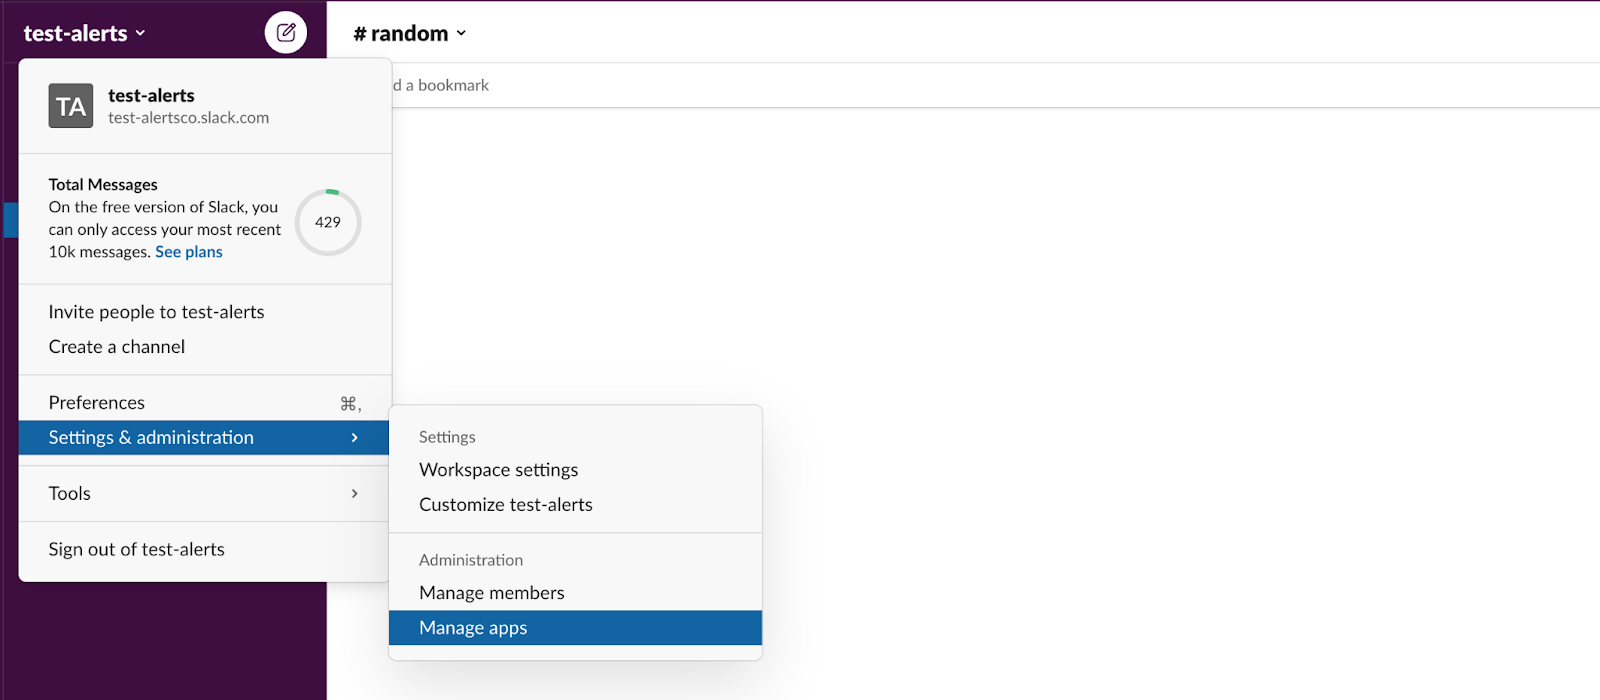 test-alerts
# random
TA
test-alerts
test-alertsco.slack.com
d a bookmark
Total Messages
On the free version of Slack, you
can only access your most recent
10k messages. See plans
429
Invite people to test-alerts
Create a channel
Preferences
⌘,
Settings & administration
Tools
Sign out of test-alerts
Settings
Workspace settings
Customize test-alerts
Administration
Manage members
Manage apps